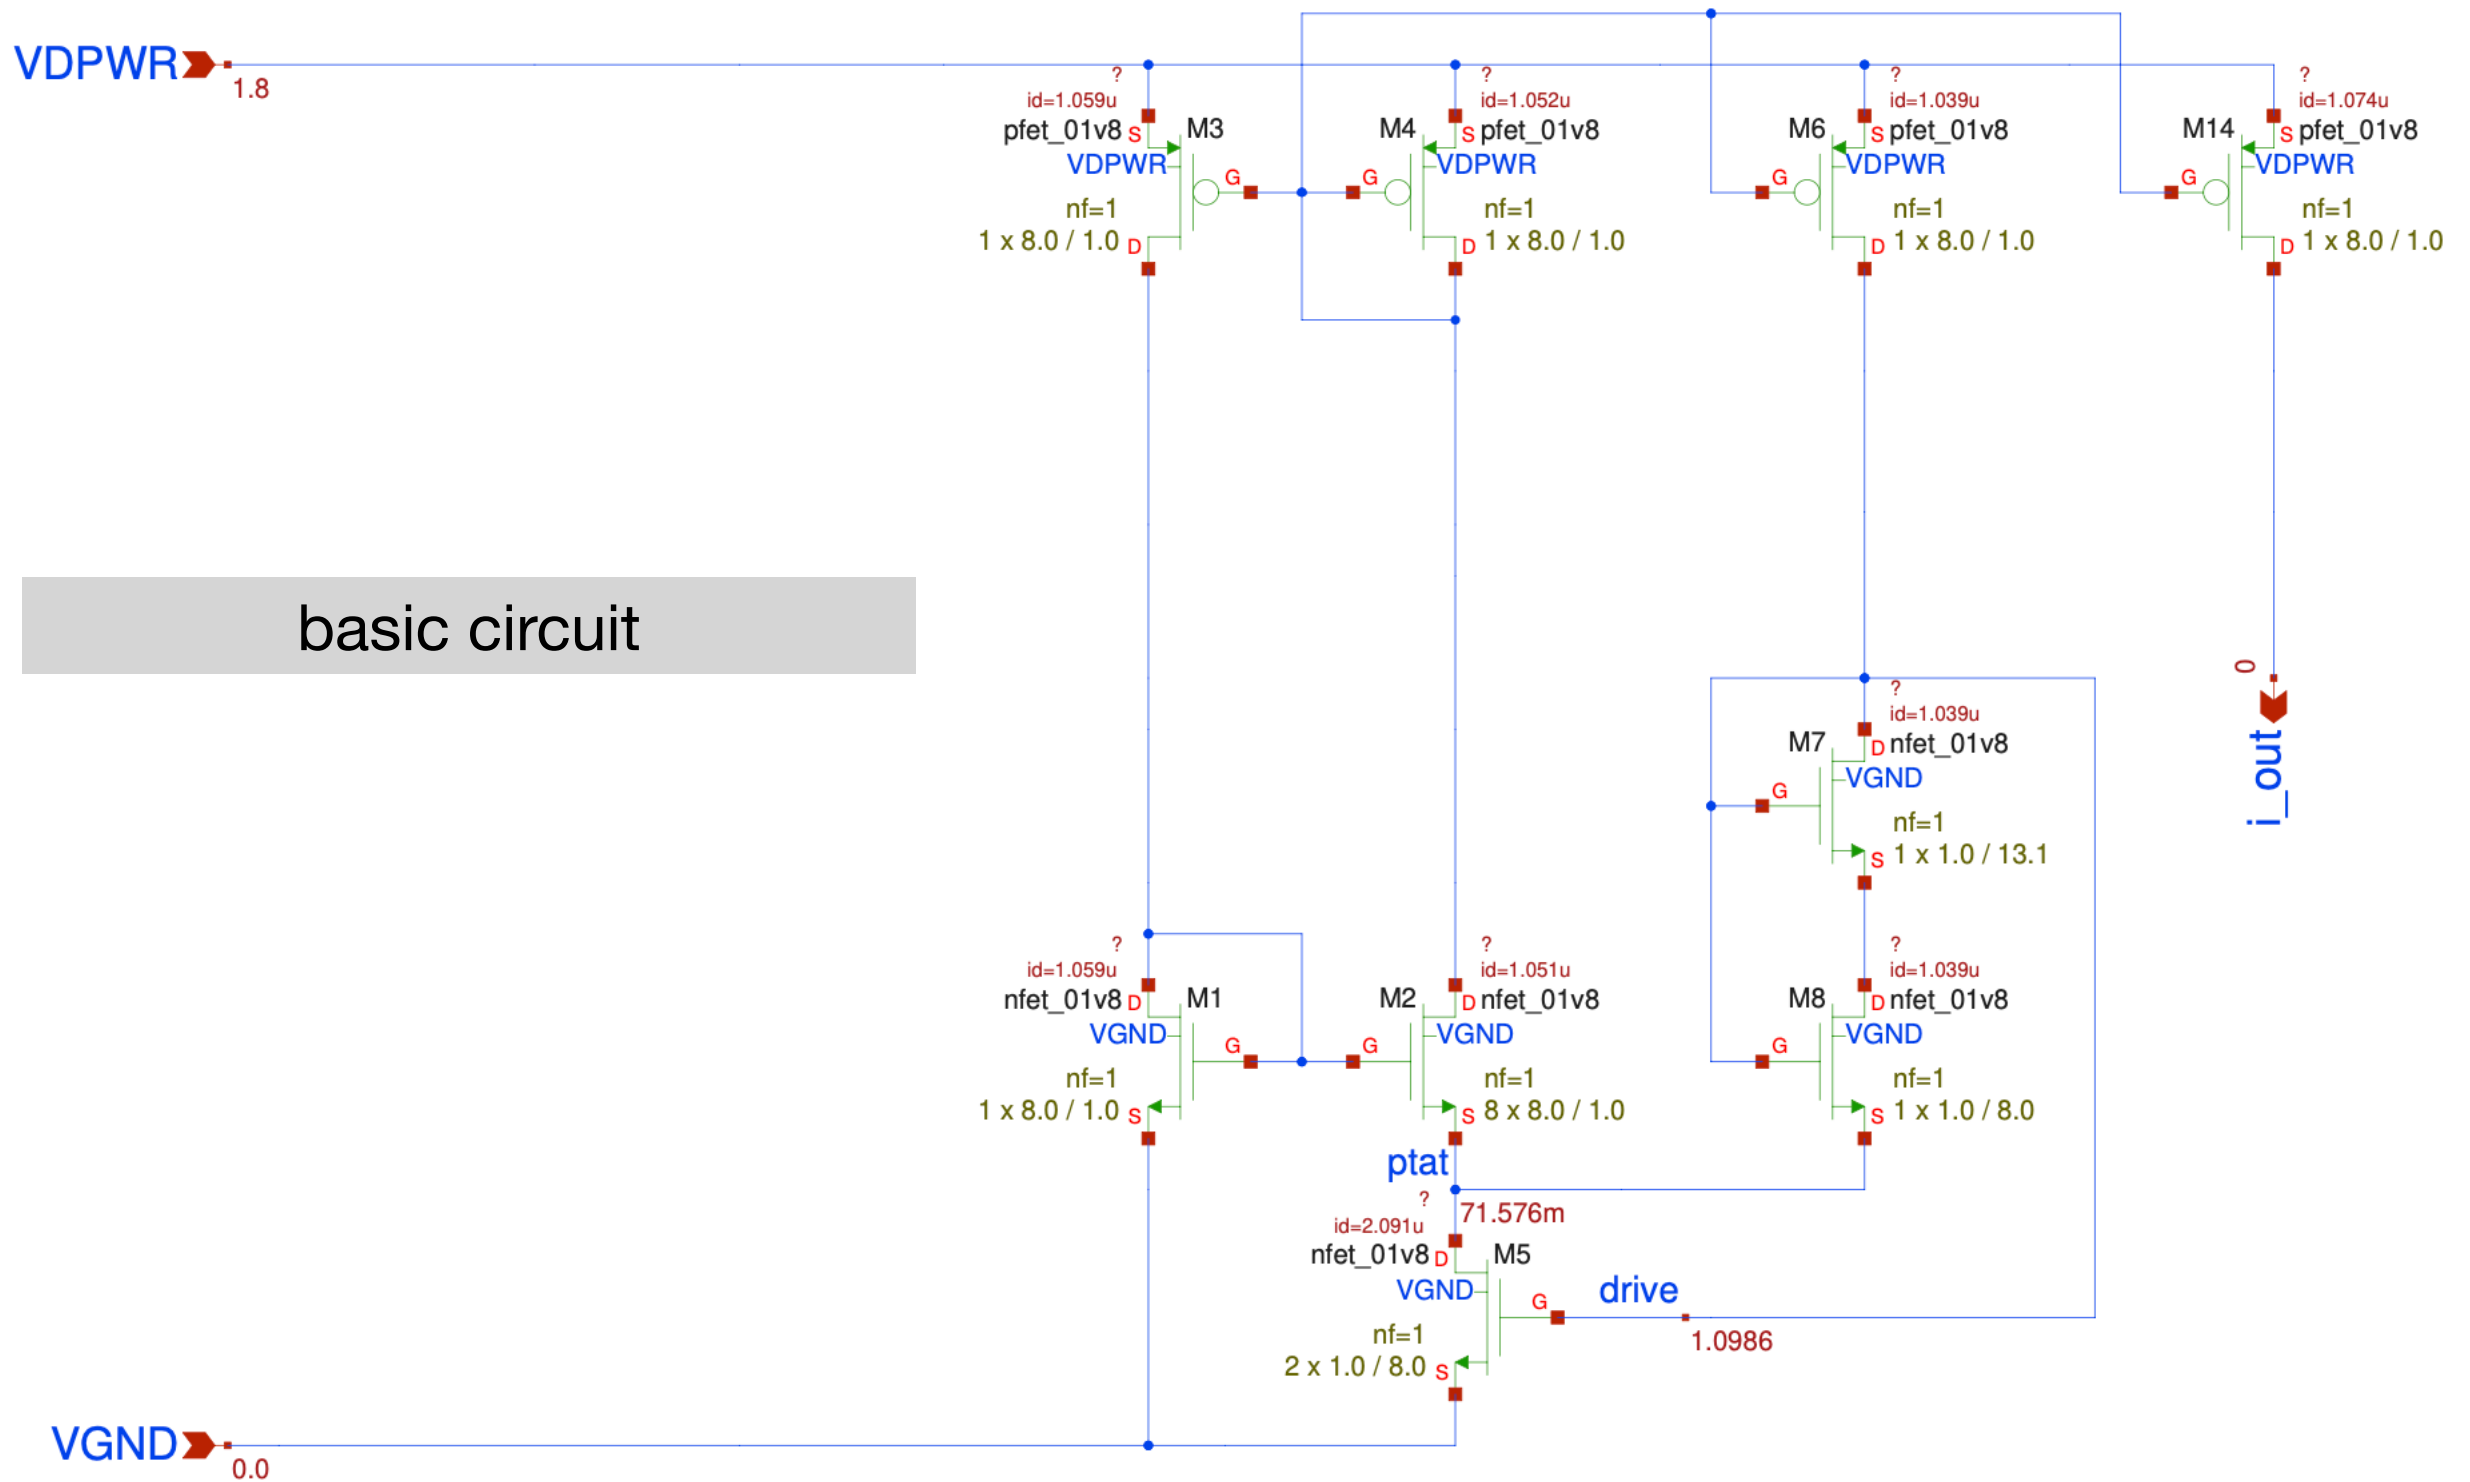 VDPWR
1.8
?
id=1.059u
pfet_01v8
S
M3
VDPWR
G
nf=1
1 x 8.0 / 1.0
D
?
id=1.052u
M4
S
pfet_01v8
VDPWR
G
nf=1
D
1 x 8.0 / 1.0
?
id=1.039u
M6
S
pfet_01v8
VDPWR
G
nf=1
D
1 x 8.0 / 1.0
?
id=1.074u
M14
S
pfet_01v8
VDPWR
G
nf=1
D
1 x 8.0 / 1.0
basic circuit
0
i_out
?
id=1.039u
M7
D
nfet_01v8
VGND
G
nf=1
S
1 x 1.0 / 13.1
?
id=1.059u
nfet_01v8
D
M1
VGND
G
nf=1
1 x 8.0 / 1.0
S
?
id=1.051u
M2
D
nfet_01v8
VGND
G
nf=1
S
8 x 8.0 / 1.0
?
id=1.039u
M8
D
nfet_01v8
VGND
G
nf=1
S
1 x 1.0 / 8.0
ptat
71.576m
?
id=2.091u
nfet_01v8
D
M5
VGND
G
drive
1.0986
nf=1
2 x 1.0 / 8.0
S
VGND
0.0